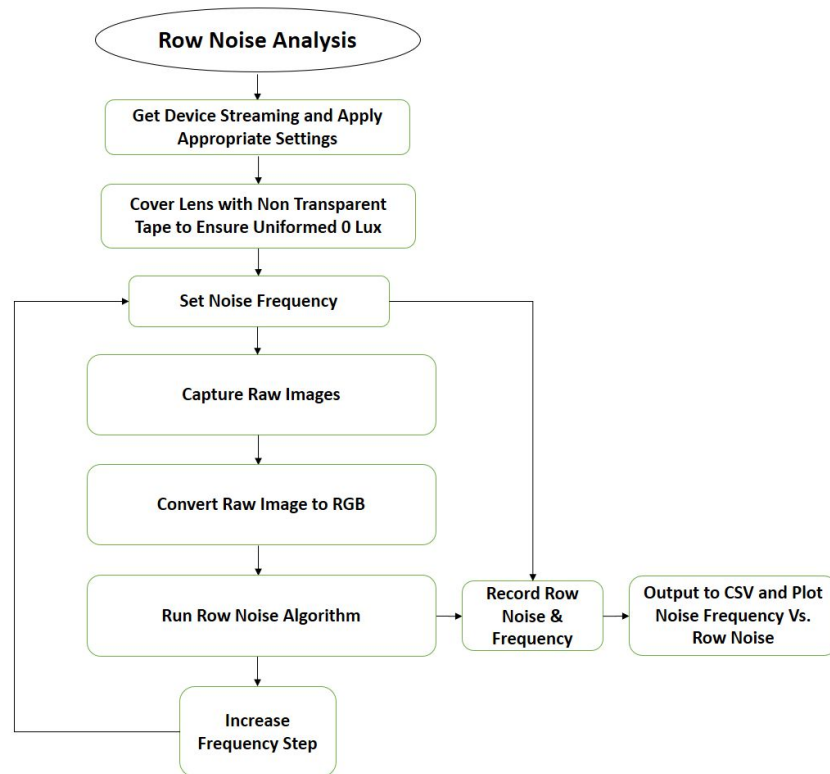 Row Noise Analysis
Get Device Streaming and Apply
Appropriate Settings
Cover Lens with Non Transparent
Tape to Ensure Uniformed 0 Lux
Set Noise Frequency
Capture Raw Images
Convert Raw Image to RGB
Run Row Noise Algorithm
Record Row
Noise &
Frequency
Output to CSV and Plot
Noise Frequency Vs.
Row Noise
Increase
Frequency Step